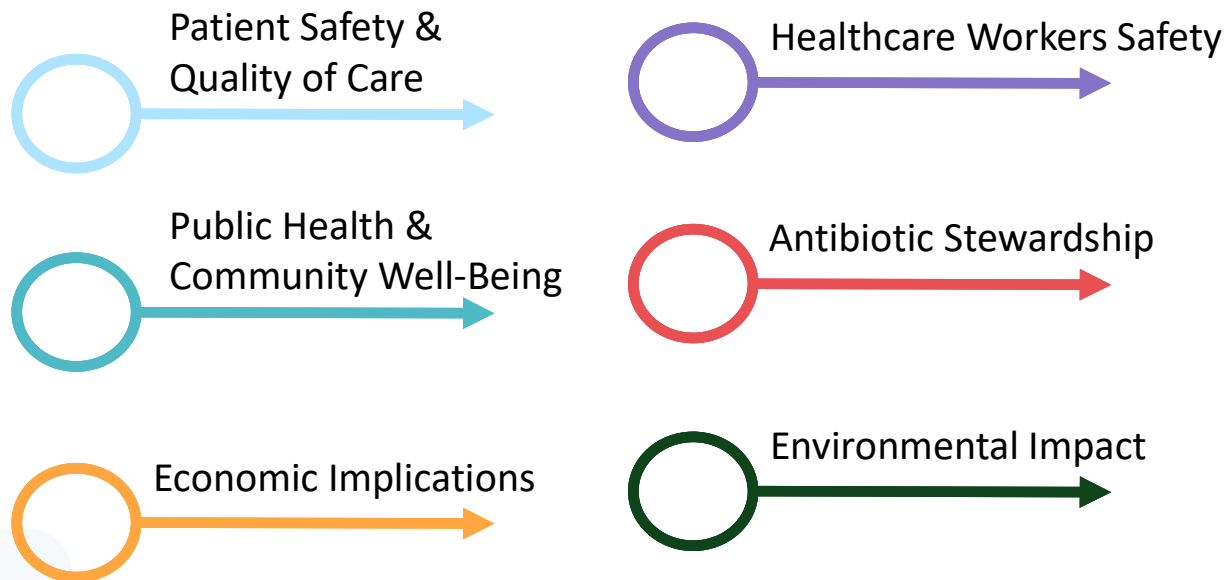 Patient Safety &
Quality of Care
Public Health &
Community Well-Being
Economic Implications
Healthcare Workers Safety
Antibiotic Stewardship
Environmental Impact